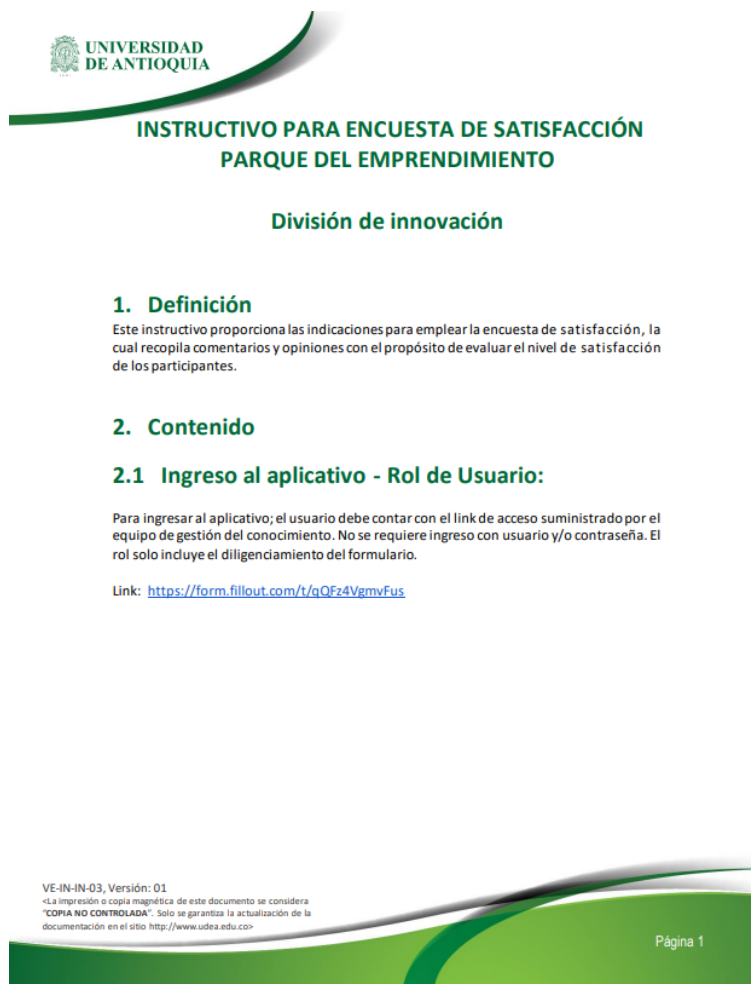 UNIVERSIDAD
DE ANTIOQUIA
INSTRUCTIVO PARA ENCUESTA DE SATISFACCIÓN
PARQUE DEL EMPRENDIMIENTO
División de innovación
1. Definición
Este instructivo proporciona las indicaciones para emplear la encuesta de satisfacción, la
cual recopila comentarios y opiniones con el propósito de evaluar el nivel de satisfacción
de los participantes.
2. Contenido
2.1 Ingreso al aplicativo - Rol de Usuario:
Para ingresar al aplicativo; el usuario debe contar con el link de acceso suministrado por el
equipo de gestión del conocimiento. No se requiere ingreso con usuario y/o contraseña. El
rol solo incluye el diligenciamiento del formulario.
Link: https://form.fillout.com/t/qQFz4VgmvFus
VE-IN-IN-03, Versión: 01
<La impresión o copia magnética de este documento se considera
"COPIA NO CONTROLADA". Solo se garantiza la actualización de la
documentación en el sitio http://www.udea.edu.co>
Página 1